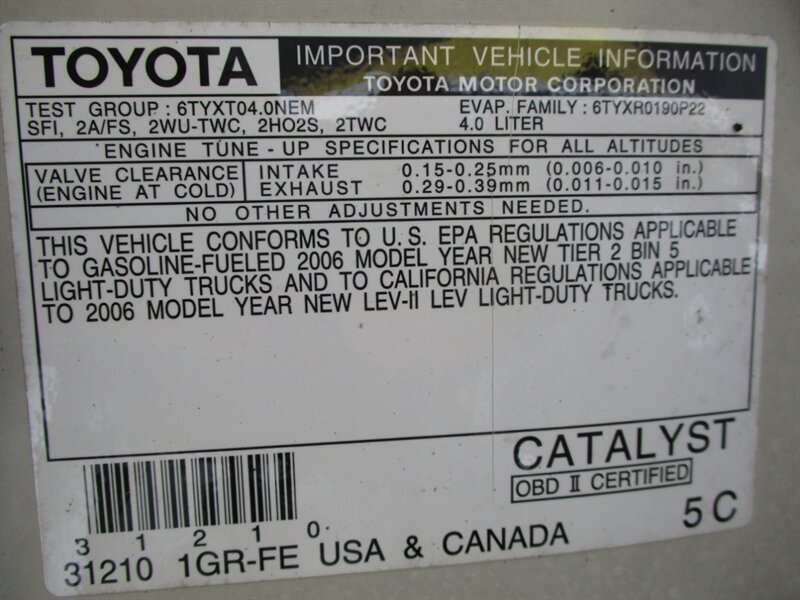 TOYOTA IMPORTANT VEHICLE INFORMATION
TOYOTA MOTOR CORPORATION
TEST GROUP : 6TYXT04.0NEM EVAP. FAMILY : 6TYXR0190P22
SFI, 2A/FS, 2WU-TWC, 2HO2S, 2TWC 4.0 LITER
ENGINE TUNE - UP SPECIFICATIONS FOR ALL ALTITUDES
VALVE CLEARANCE INTAKE 0.15-0.25mm (0.006-0.010 in.)
(ENGINE AT COLD) EXHAUST 0.29-0.39mm (0.011-0.015 in.)
NO OTHER ADJUSTMENTS NEEDED.
THIS VEHICLE CONFORMS TO U.S. EPA REGULATIONS APPLICABLE
TO GASOLINE-FUELED 2006 MODEL YEAR NEW TIER 2 BIN 5
LIGHT-DUTY TRUCKS AND TO CALIFORNIA REGULATIONS APPLICABLE
TO 2006 MODEL YEAR NEW LEV-II LEV LIGHT-DUTY TRUCKS.
CATALYST
OBD II CERTIFIED
5C
31210
31210 1GR-FE USA & CANADA